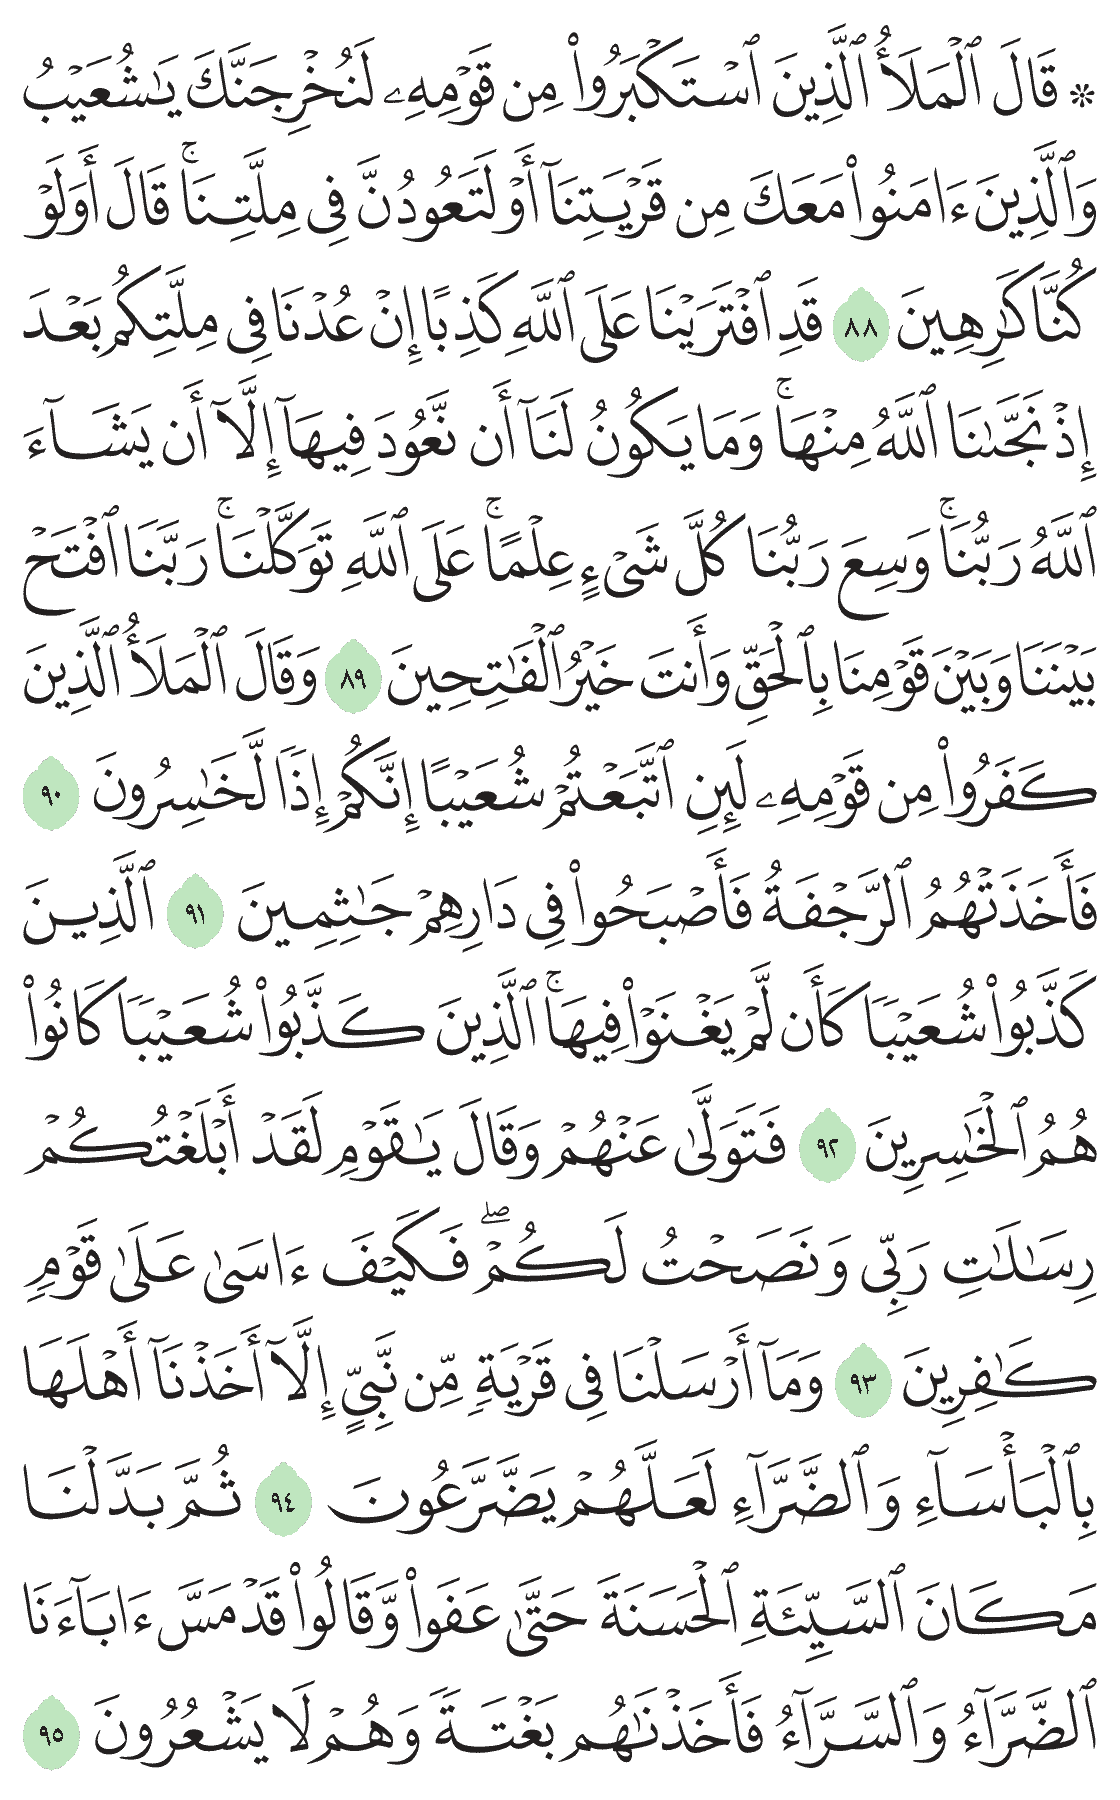 ۞ قَالَ ٱلۡمَلَأُ ٱلَّذِينَ ٱسۡتَكۡبَرُواْ مِن قَوۡمِهِۦ لَنُخۡرِجَنَّكَ يَٰشُعَيۡبُ
وَٱلَّذِينَ ءَامَنُواْ مَعَكَ مِن قَرۡيَتِنَآ أَوۡ لَتَعُودُنَّ فِي مِلَّتِنَاۚ قَالَ أَوَلَوۡ
كُنَّا كَٰرِهِينَ ٨٨ قَدِ ٱفۡتَرَيۡنَا عَلَى ٱللَّهِ كَذِبًا إِنۡ عُدۡنَا فِي مِلَّتِكُم بَعۡدَ
إِذۡ نَجَّىٰنَا ٱللَّهُ مِنۡهَاۚ وَمَا يَكُونُ لَنَآ أَن نَّعُودَ فِيهَآ إِلَّآ أَن يَشَآءَ
ٱللَّهُ رَبُّنَاۚ وَسِعَ رَبُّنَا كُلَّ شَيۡءٍ عِلۡمًاۚ عَلَى ٱللَّهِ تَوَكَّلۡنَاۚ رَبَّنَا ٱفۡتَحۡ
بَيۡنَنَا وَبَيۡنَ قَوۡمِنَا بِٱلۡحَقِّ وَأَنتَ خَيۡرُ ٱلۡفَٰتِحِينَ ٨٩ وَقَالَ ٱلۡمَلَأُ ٱلَّذِينَ
كَفَرُواْ مِن قَوۡمِهِۦ لَئِنِ ٱتَّبَعۡتُمۡ شُعَيۡبًا إِنَّكُمۡ إِذٗا لَّخَٰسِرُونَ ٩٠
فَأَخَذَتۡهُمُ ٱلرَّجۡفَةُ فَأَصۡبَحُواْ فِي دَارِهِمۡ جَٰثِمِينَ ٩١ ٱلَّذِينَ
كَذَّبُواْ شُعَيۡبٗا كَأَن لَّمۡ يَغۡنَوۡاْ فِيهَاۚ ٱلَّذِينَ كَذَّبُواْ شُعَيۡبٗا كَانُواْ
هُمُ ٱلۡخَٰسِرِينَ ٩٢ فَتَوَلَّىٰ عَنۡهُمۡ وَقَالَ يَٰقَوۡمِ لَقَدۡ أَبۡلَغۡتُكُمۡ
رِسَٰلَٰتِ رَبِّي وَنَصَحۡتُ لَكُمۡۖ فَكَيۡفَ ءَاسَىٰ عَلَىٰ قَوۡمٖ
كَٰفِرِينَ ٩٣ وَمَآ أَرۡسَلۡنَا فِي قَرۡيَةٖ مِّن نَّبِيٍّ إِلَّآ أَخَذۡنَآ أَهۡلَهَا
بِٱلۡبَأۡسَآءِ وَٱلضَّرَّآءِ لَعَلَّهُمۡ يَضَّرَّعُونَ ٩٤ ثُمَّ بَدَّلۡنَا
مَكَانَ ٱلسَّيِّئَةِ ٱلۡحَسَنَةَ حَتَّىٰ عَفَواْ وَّقَالُواْ قَدۡ مَسَّ ءَابَآءَنَا
ٱلضَّرَّآءُ وَٱلسَّرَّآءُ فَأَخَذۡنَٰهُم بَغۡتَةٗ وَهُمۡ لَا يَشۡعُرُونَ ٩٥